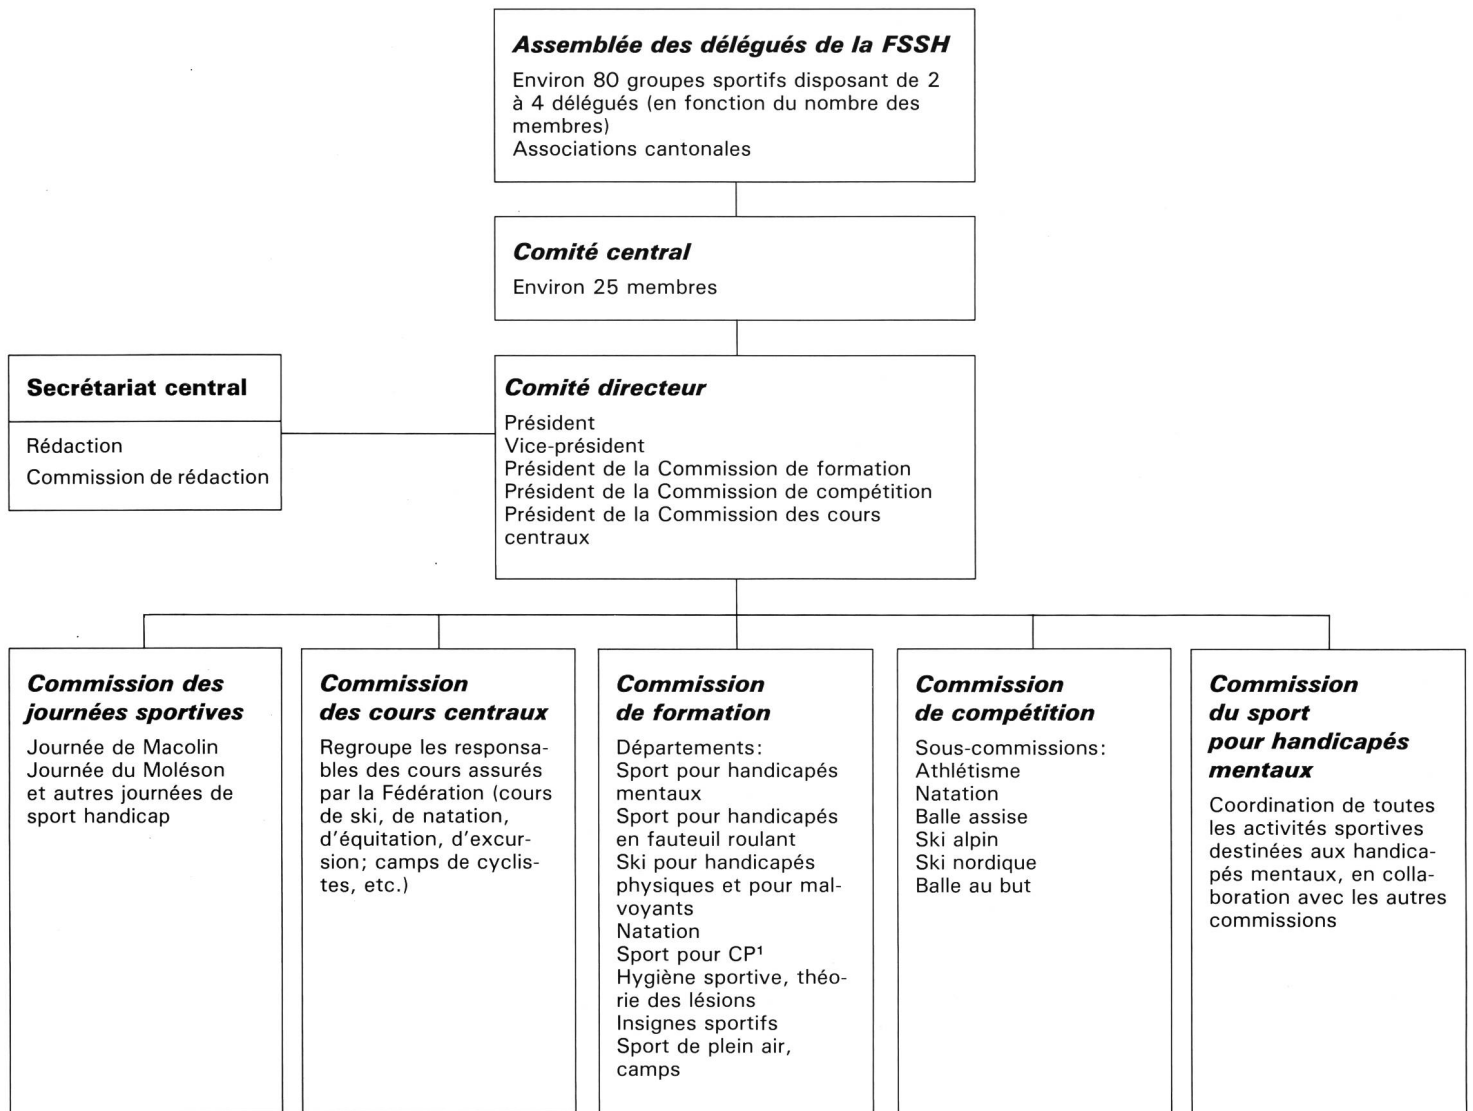 Assemblée des délégués de la FSSH
Environ 80 groupes sportifs disposant de 2
à 4 délégués (en fonction du nombre des
membres)
Associations cantonales
Comité central
Environ 25 membres
Secrétariat central
Rédaction
Commission de rédaction
Comité directeur
Président
Vice-président
Président de la Commission de formation
Président de la Commission de compétition
Président de la Commission des cours
centraux
Commission des
journées sportives
Journée de Macolin
Journée du Moléson
et autres journées de
sport handicap
Commission
des cours centraux
Regroupe les responsa-
bles des cours assurés
par la Fédération (cours
de ski, de natation,
d'équitation, d'excur-
sion; camps de cyclis-
tes, etc.)
Commission
de formation
Départements:
Sport pour handicapés
mentaux
Sport pour handicapés
en fauteuil roulant
Ski pour handicapés
physiques et pour mal-
voyants
Natation
Sport pour CP¹
Hygiène sportive, théo-
rie des lésions
Insignes sportifs
Sport de plein air,
camps
Commission
de compétition
Sous-commissions:
Athlétisme
Natation
Balle assise
Ski alpin
Ski nordique
Balle au but
Commission
du sport
pour handicapés
mentaux
Coordination de toutes
les activités sportives
destinées aux handica-
pés mentaux, en colla-
boration avec les autres
commissions